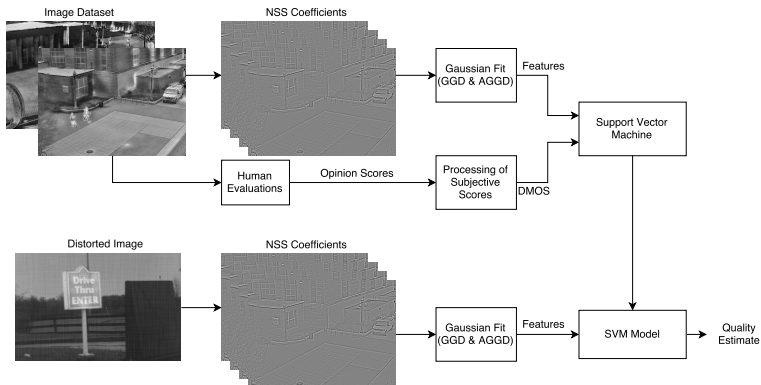 Image Dataset
NSS Coefficients
Gaussian Fit
(GGD & AGGD)
Features
Support Vector
Machine
Human
Evaluations
Opinion Scores
Processing of
Subjective
Scores
DMOS
Distorted Image
NSS Coefficients
Drive
Thru
ENTER
Gaussian Fit
(GGD & AGGD)
Features
SVM Model
Quality
Estimate